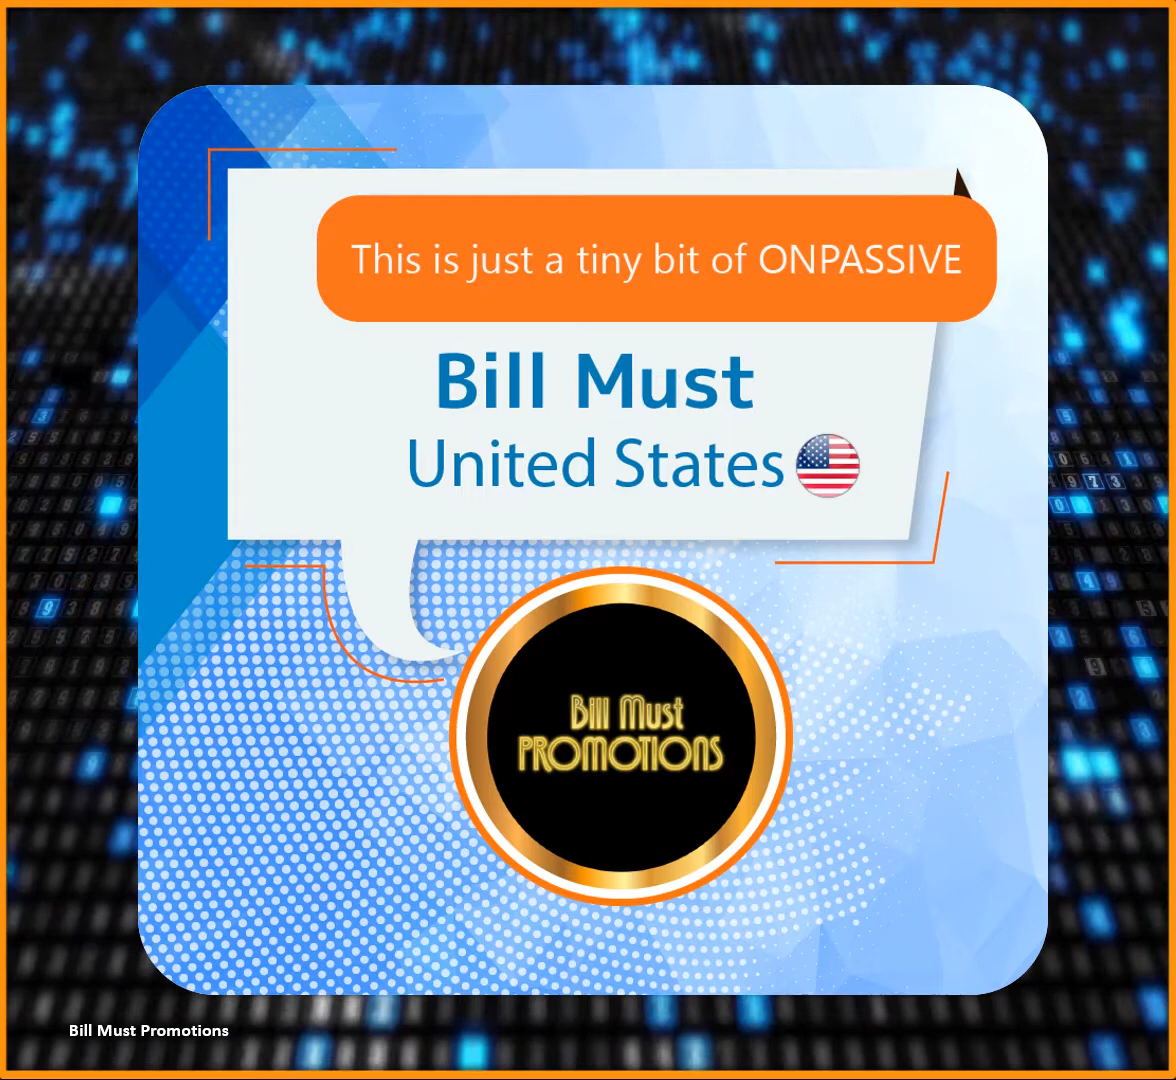 This is just a tiny bit of ONPASSIVE
Bill Must
United States
Bill Must
PROMOTIONS
Bill Must Promotions